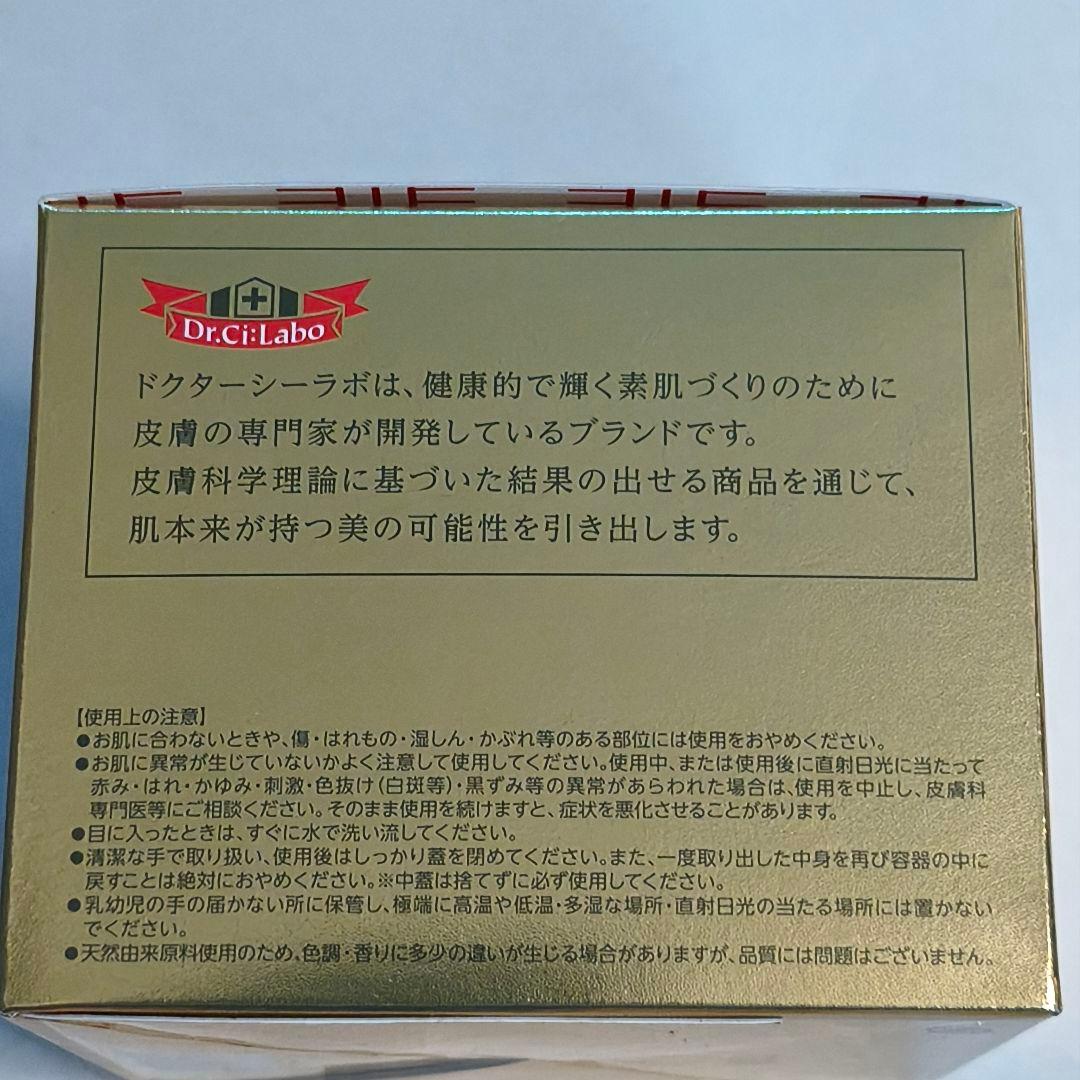 Dr.Ci:Labo
ドクターシーラボは、健康的で輝く素肌づくりのために
皮膚の専門家が開発しているブランドです。
皮膚科学理論に基づいた結果の出せる商品を通じて、
肌本来が持つ美の可能性を引き出します。
【使用上の注意】
●お肌に合わないときや、傷・はれもの・湿しん・かぶれ等のある部位には使用をおやめください。
●お肌に異常が生じていないかよく注意して使用してください。使用中、または使用後に直射日光に当たって
赤み・はれ・かゆみ・刺激・色抜け(白斑等)・黒ずみ等の異常があらわれた場合は、使用を中止し、皮膚科
専門医等にご相談ください。そのまま使用を続けますと、症状を悪化させることがあります。
●目に入ったときは、すぐに水で洗い流してください。
●清潔な手で取り扱い、使用後はしっかり蓋を閉めてください。また、一度取り出した中身を再び容器の中に
戻すことは絶対におやめください。※中蓋は捨てずに必ず使用してください。
●乳幼児の手の届かない所に保管し、極端に高温や低温・多湿な場所・直射日光の当たる場所には置かない
でください。
●天然由来原料使用のため、色調・香りに多少の違いが生じる場合がありますが、品質には問題はございません。